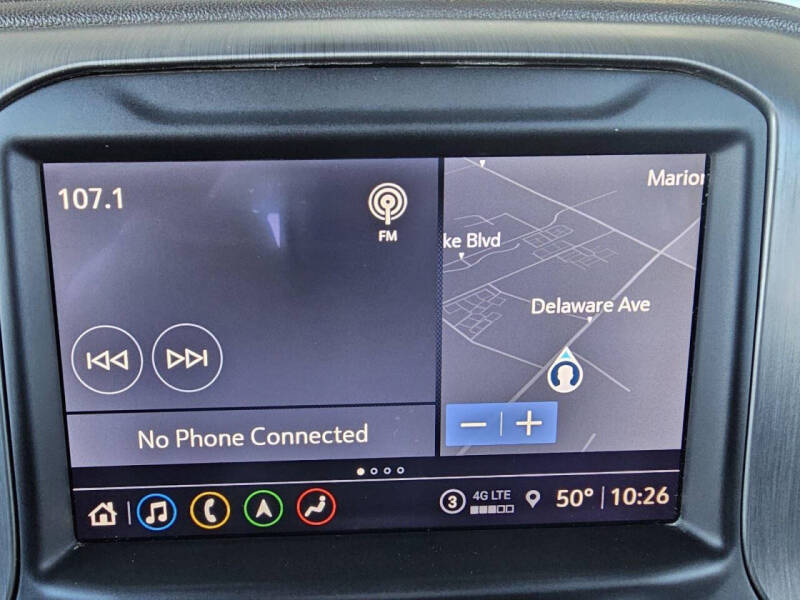 107.1
FM
Marion
ke Blvd
Delaware Ave
No Phone Connected
3 4G LTE 50° 10:26